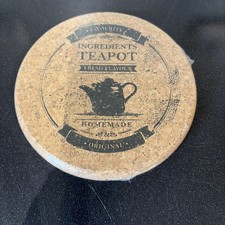 INGREDIENTS
TEAPOT
FRESH FLAVOUR
HOMEMADE
ORIGINAL